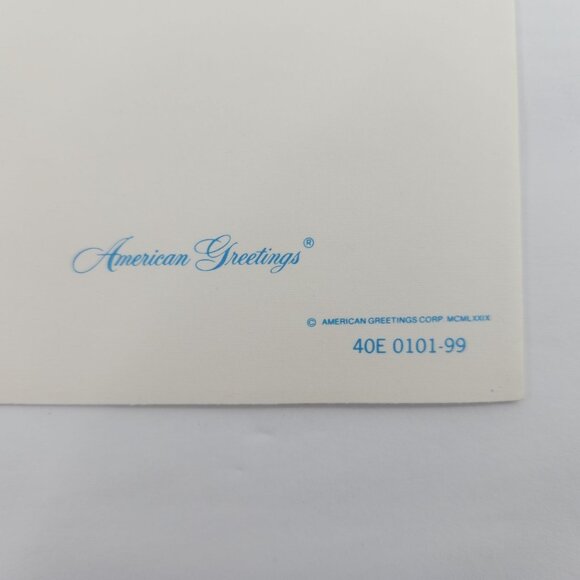 American Greetings®
© AMERICAN GREETINGS CORP. MCMLXXIX
40E 0101-99